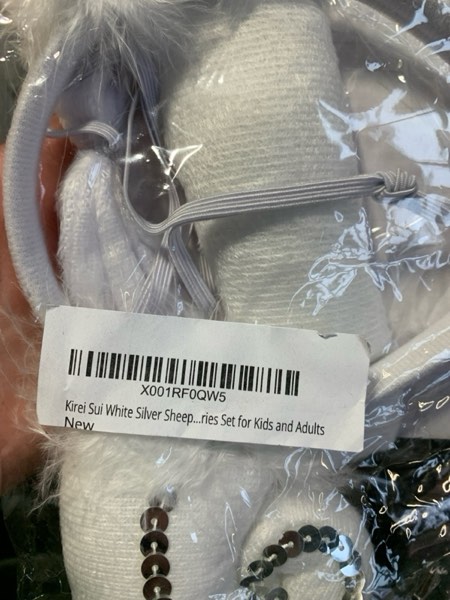 X001RF0QW5
Kirei Sui White Silver Sheep...ries Set for Kids and Adults
New